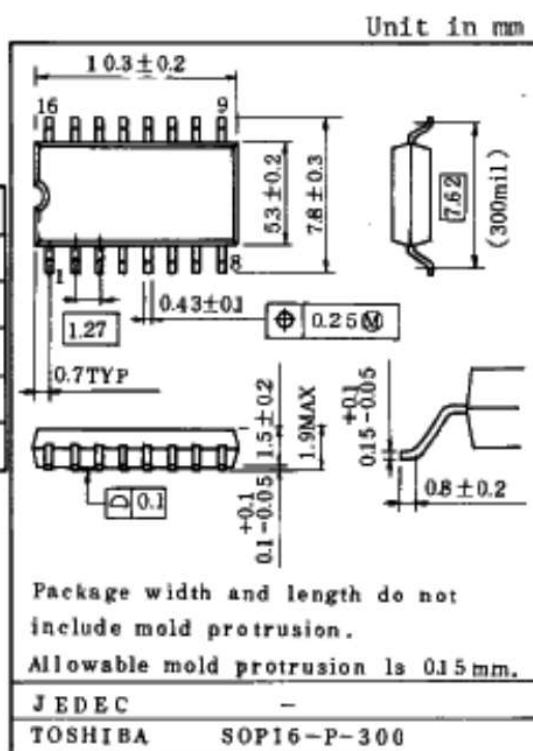 Unit in mm
10.3±0.2
16 9
5.3±0.2
7.8±0.3
7.62
(300mil)
1 8
0.43±0.1
⌖ 0.25Ⓜ
1.27
0.7TYP
1.5±0.2
1.9MAX
+0.1
0.15-0.05
0.8±0.2
0.1
+0.1
0.1-0.05
Package width and length do not
include mold protrusion.
Allowable mold protrusion is 0.15mm.
JEDEC -
TOSHIBA SOP16-P-300